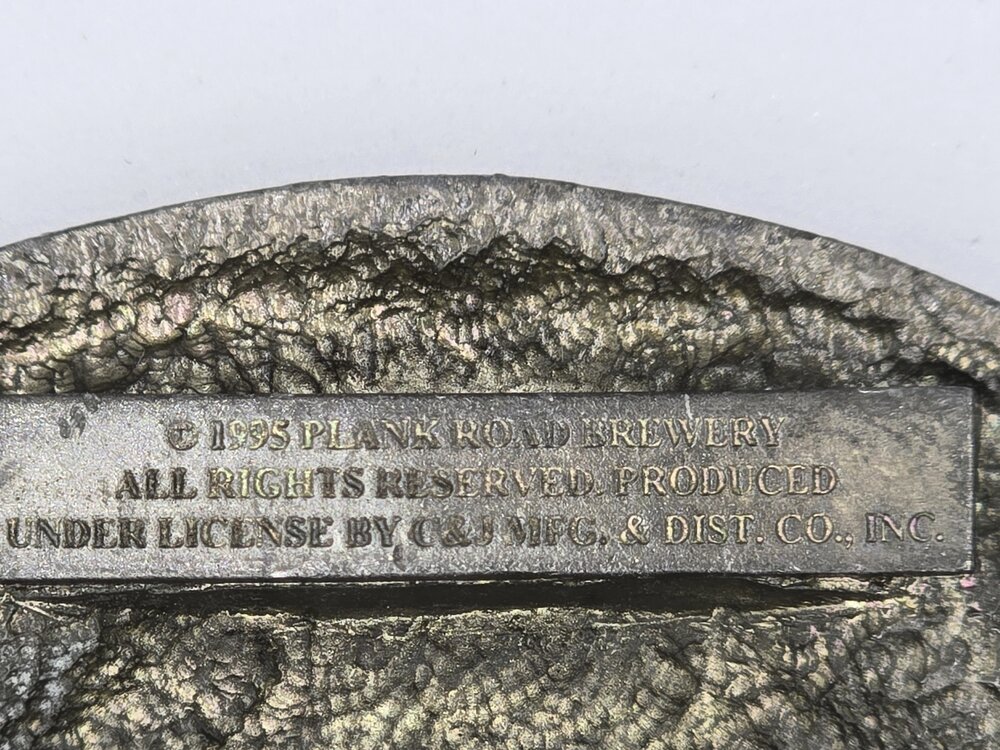 © 1995 PLANK ROAD BREWERY
ALL RIGHTS RESERVED. PRODUCED
UNDER LICENSE BY C&J MFG. & DIST. CO., INC.